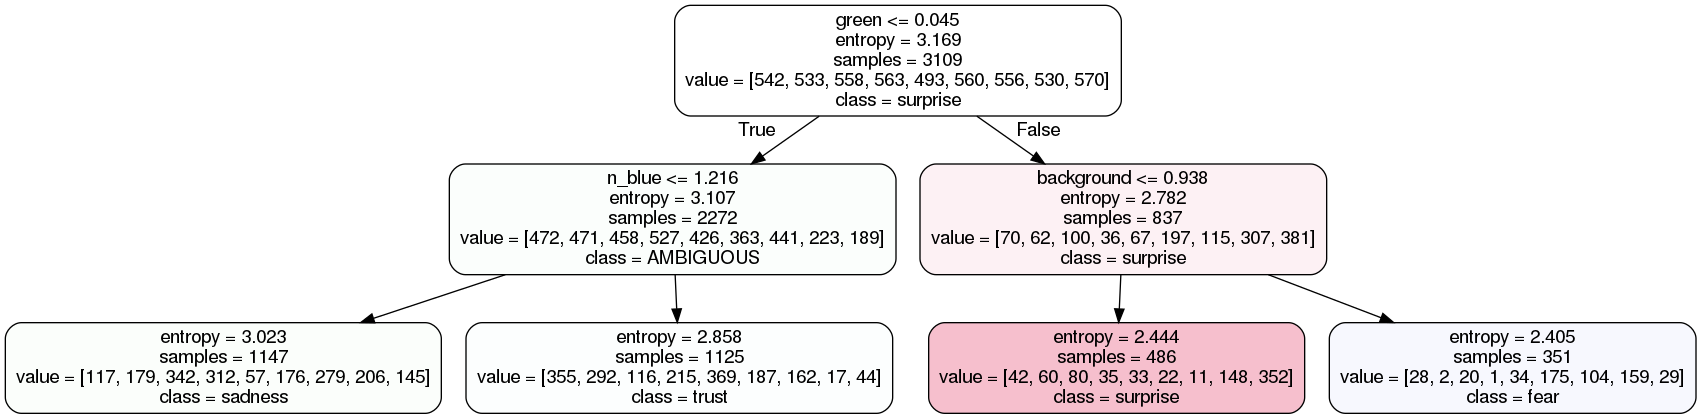 green <= 0.045
entropy = 3.169
samples = 3109
value = [542, 533, 558, 563, 493, 560, 556, 530, 570]
class = surprise
True
False
n_blue <= 1.216
entropy = 3.107
samples = 2272
value = [472, 471, 458, 527, 426, 363, 441, 223, 189]
class = AMBIGUOUS
background <= 0.938
entropy = 2.782
samples = 837
value = [70, 62, 100, 36, 67, 197, 115, 307, 381]
class = surprise
entropy = 3.023
samples = 1147
value = [117, 179, 342, 312, 57, 176, 279, 206, 145]
class = sadness
entropy = 2.858
samples = 1125
value = [355, 292, 116, 215, 369, 187, 162, 17, 44]
class = trust
entropy = 2.444
samples = 486
value = [42, 60, 80, 35, 33, 22, 11, 148, 352]
class = surprise
entropy = 2.405
samples = 351
value = [28, 2, 20, 1, 34, 175, 104, 159, 29]
class = fear